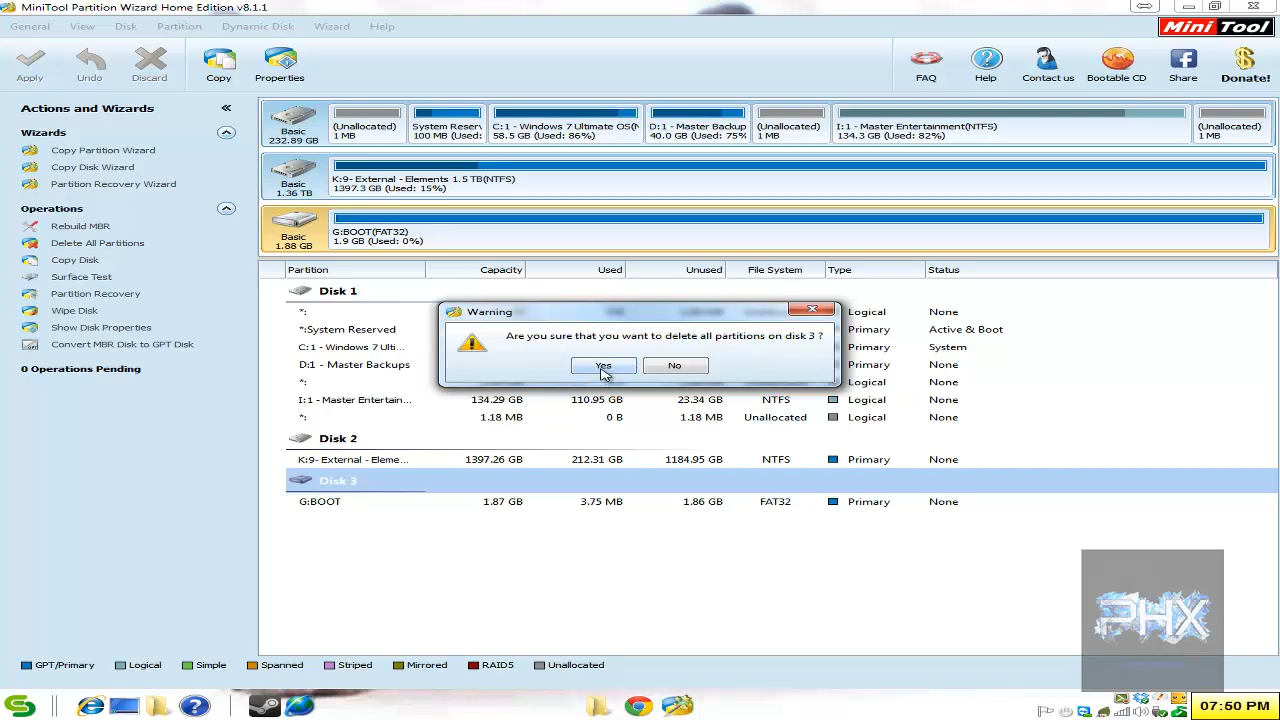 MiniTool Partition Wizard Home Edition v8.1.1
General View Disk Partition Dynamic Disk Wizard Help
Mini Tool
Apply Undo Discard Copy Properties FAQ Help Contact us Bootable CD Share Donate!
Actions and Wizards
Wizards
Copy Partition Wizard
Copy Disk Wizard
Partition Recovery Wizard
Operations
Rebuild MBR
Delete All Partitions
Copy Disk
Surface Test
Partition Recovery
Wipe Disk
Show Disk Properties
Convert MBR Disk to GPT Disk
0 Operations Pending
Basic
232.89 GB
(Unallocated)
1 MB
System Reserv
100 MB (Used:
C:1 - Windows 7 Ultimate OS(N
58.5 GB (Used: 86%)
D:1 - Master Backup
40.0 GB (Used: 75%
(Unallocated)
1 MB
I:1 - Master Entertainment(NTFS)
134.3 GB (Used: 82%)
(Unallocated)
1 MB
Basic
1.36 TB
K:9- External - Elements 1.5 TB(NTFS)
1397.3 GB (Used: 15%)
Basic
1.88 GB
G:BOOT(FAT32)
1.9 GB (Used: 0%)
Partition Capacity Used Unused File System Type Status
Disk 1
*: Logical None
*:System Reserved Primary Active & Boot
C:1 - Windows 7 Ulti... Primary System
D:1 - Master Backups Primary None
*: Logical None
I:1 - Master Entertain... 134.29 GB 110.95 GB 23.34 GB NTFS Logical None
*: 1.18 MB 0 B 1.18 MB Unallocated Logical None
Disk 2
K:9- External - Eleme... 1397.26 GB 212.31 GB 1184.95 GB NTFS Primary None
Disk 3
G:BOOT 1.87 GB 3.75 MB 1.86 GB FAT32 Primary None
Warning
Are you sure that you want to delete all partitions on disk 3 ?
Yes No
PHX
GPT/Primary Logical Simple Spanned Striped Mirrored RAID5 Unallocated
07:50 PM